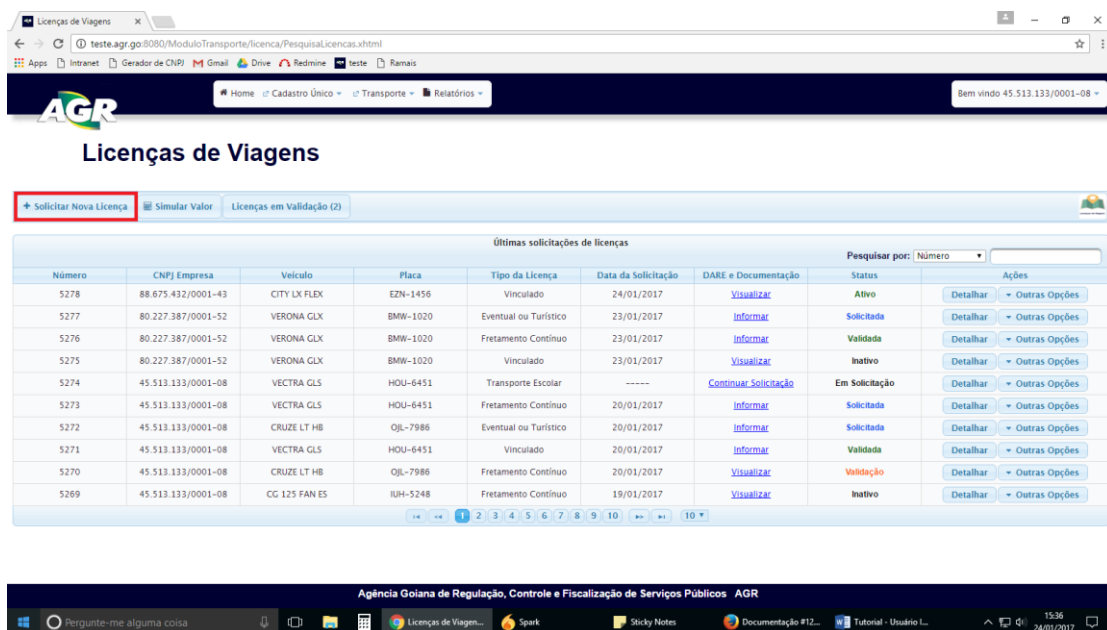 Licenças de Viagens
teste.agr.go:8080/ModuloTransporte/licenca/PesquisaLicencas.xhtml
Apps Intranet Gerador de CNPJ Gmail Drive Redmine teste Ramais
AGR
Home Cadastro Único Transporte Relatórios Bem vindo 45.513.133/0001-08
Licenças de Viagens
+ Solicitar Nova Licença Simular Valor Licenças em Validação (2)
Últimas solicitações de licenças
Pesquisar por: Número
Número CNPJ Empresa Veículo Placa Tipo da Licença Data da Solicitação DARE e Documentação Status Ações
5278 88.675.432/0001-43 CITY LX FLEX EZN-1456 Vinculado 24/01/2017 Visualizar Ativo Detalhar Outras Opções
5277 80.227.387/0001-52 VERONA GLX BMW-1020 Eventual ou Turístico 23/01/2017 Informar Solicitada Detalhar Outras Opções
5276 80.227.387/0001-52 VERONA GLX BMW-1020 Fretamento Contínuo 23/01/2017 Informar Validada Detalhar Outras Opções
5275 80.227.387/0001-52 VERONA GLX BMW-1020 Vinculado 23/01/2017 Visualizar Inativo Detalhar Outras Opções
5274 45.513.133/0001-08 VECTRA GLS HOU-6451 Transporte Escolar ----- Continuar Solicitação Em Solicitação Detalhar Outras Opções
5273 45.513.133/0001-08 VECTRA GLS HOU-6451 Fretamento Contínuo 20/01/2017 Informar Solicitada Detalhar Outras Opções
5272 45.513.133/0001-08 CRUZE LT HB OJL-7986 Eventual ou Turístico 20/01/2017 Informar Solicitada Detalhar Outras Opções
5271 45.513.133/0001-08 VECTRA GLS HOU-6451 Vinculado 20/01/2017 Informar Validada Detalhar Outras Opções
5270 45.513.133/0001-08 CRUZE LT HB OJL-7986 Fretamento Contínuo 20/01/2017 Visualizar Validação Detalhar Outras Opções
5269 45.513.133/0001-08 CG 125 FAN ES IUH-5248 Fretamento Contínuo 19/01/2017 Visualizar Inativo Detalhar Outras Opções
1 2 3 4 5 6 7 8 9 10 10
Agência Goiana de Regulação, Controle e Fiscalização de Serviços Públicos AGR
Pergunte-me alguma coisa Licenças de Viagen... Spark Sticky Notes Documentação #12... Tutorial - Usuário I... 15:36
24/01/2017